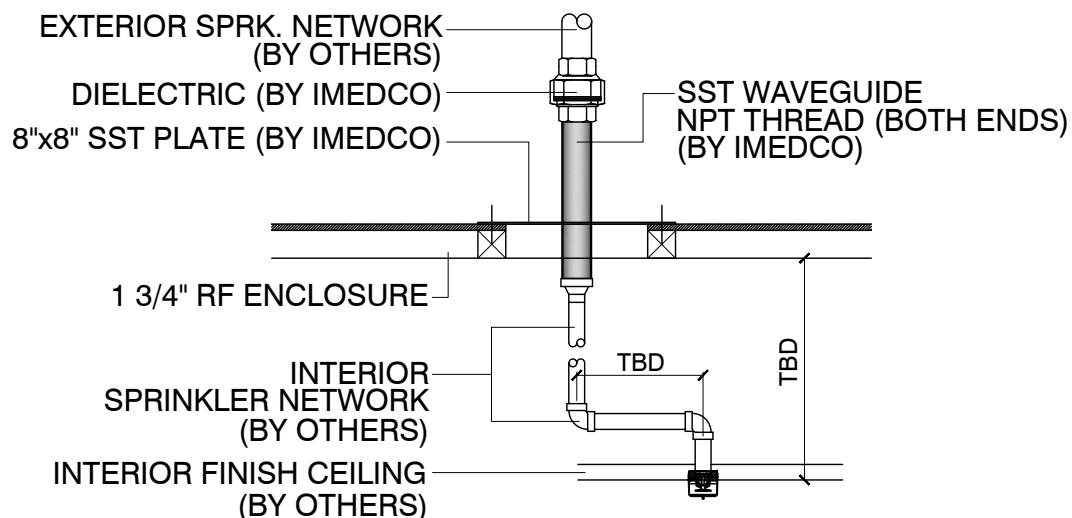 EXTERIOR SPRK. NETWORK
(BY OTHERS)
DIELECTRIC (BY IMEDCO)
8"x8" SST PLATE (BY IMEDCO)
SST WAVEGUIDE
NPT THREAD (BOTH ENDS)
(BY IMEDCO)
1 3/4" RF ENCLOSURE
TBD
TBD
INTERIOR
SPRINKLER NETWORK
(BY OTHERS)
INTERIOR FINISH CEILING
(BY OTHERS)